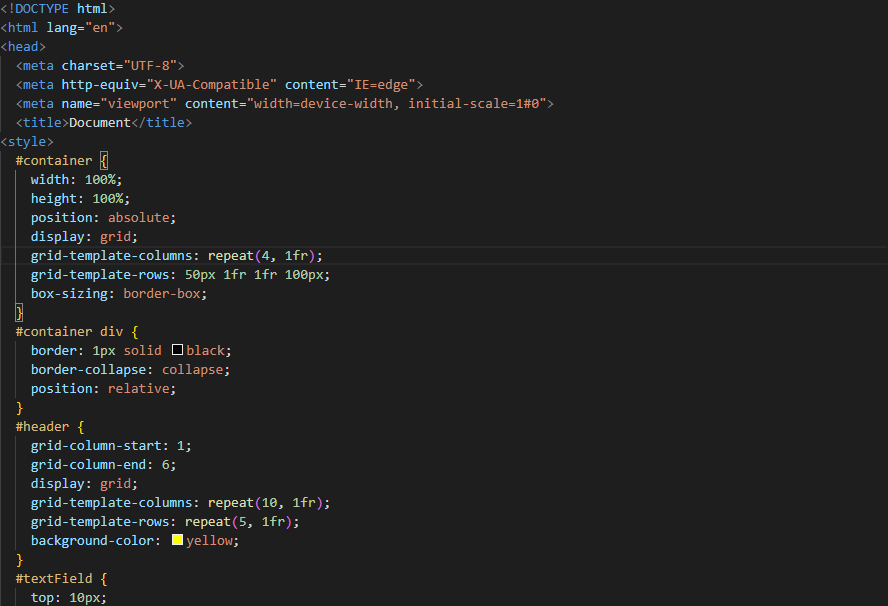 <!DOCTYPE html>
<html lang="en">
<head>
  <meta charset="UTF-8">
  <meta http-equiv="X-UA-Compatible" content="IE=edge">
  <meta name="viewport" content="width=device-width, initial-scale=1#0">
  <title>Document</title>
<style>
  #container {
    width: 100%;
    height: 100%;
    position: absolute;
    display: grid;
    grid-template-columns: repeat(4, 1fr);
    grid-template-rows: 50px 1fr 1fr 100px;
    box-sizing: border-box;
  }
  #container div {
    border: 1px solid black;
    border-collapse: collapse;
    position: relative;
  }
  #header {
    grid-column-start: 1;
    grid-column-end: 6;
    display: grid;
    grid-template-columns: repeat(10, 1fr);
    grid-template-rows: repeat(5, 1fr);
    background-color: yellow;
  }
  #textField {
    top: 10px;